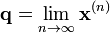 q = lim_{n→∞} x^{(n)}